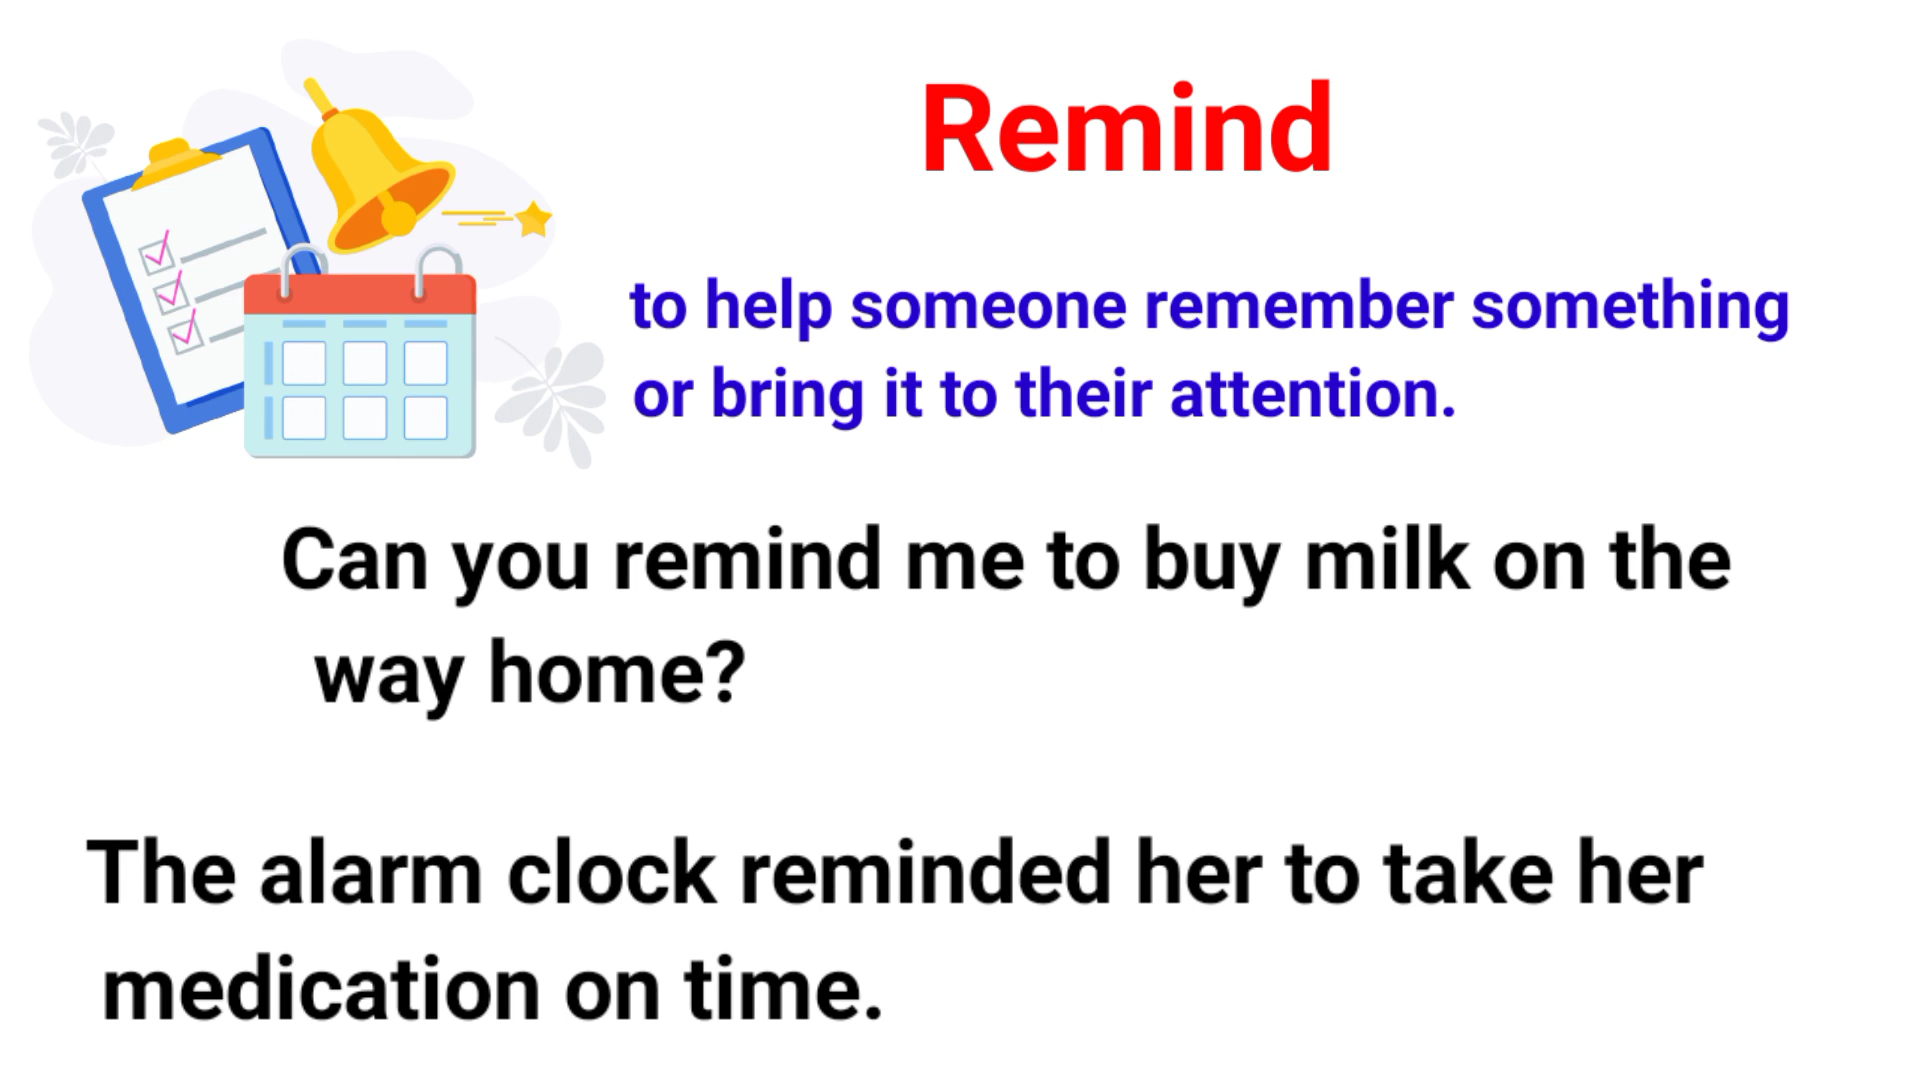 Remind
to help someone remember something
or bring it to their attention.
Can you remind me to buy milk on the
way home?
The alarm clock reminded her to take her
medication on time.